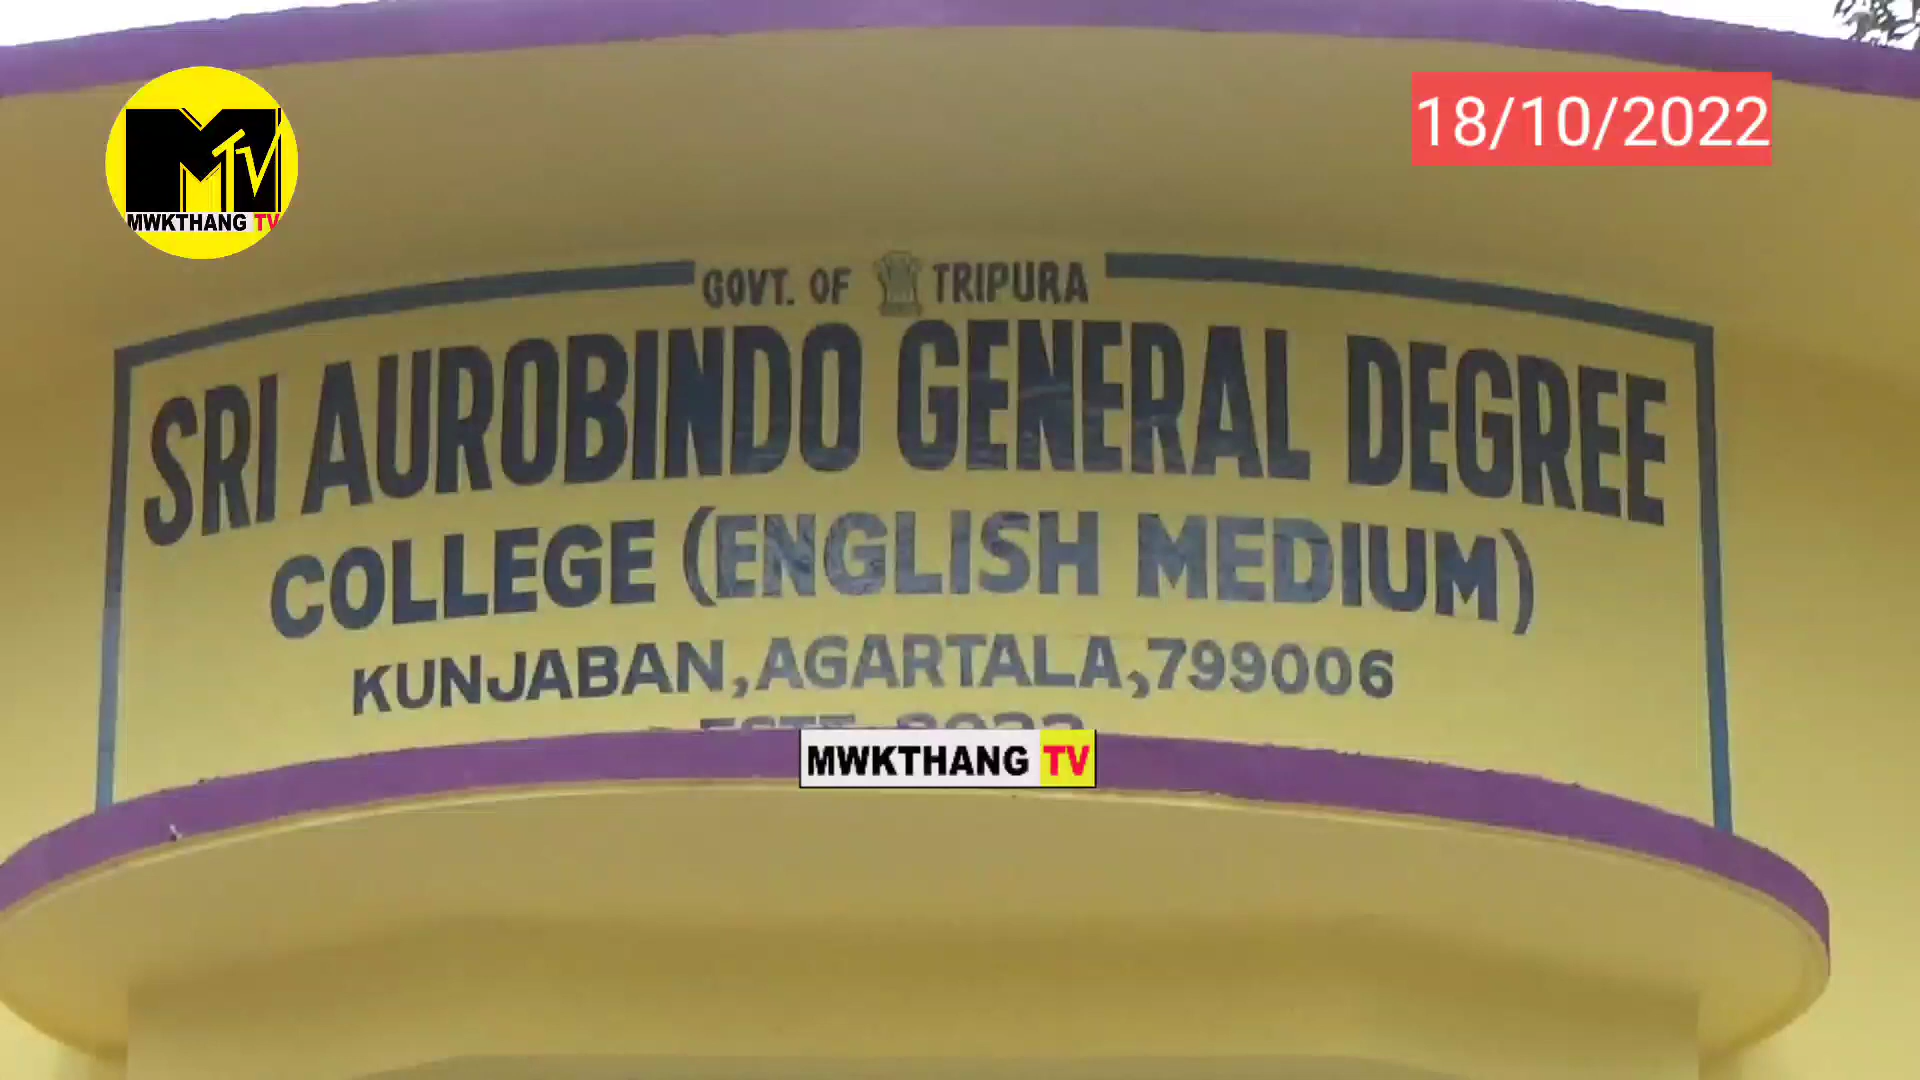 MTV
MWKTHANG TV
18/10/2022
GOVT. OF TRIPURA
SRI AUROBINDO GENERAL DEGREE
COLLEGE (ENGLISH MEDIUM)
KUNJABAN, AGARTALA, 799006
MWKTHANG TV